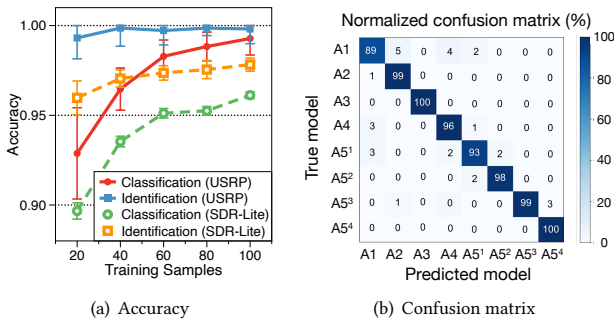 (a)
1.00
0.95
0.90
Accuracy
Classification (USRP)
Identification (USRP)
Classification (SDR-Lite)
Identification (SDR-Lite)
20 40 60 80 100
Training Samples
(a) Accuracy
Normalized confusion matrix (%)
True model
A1 89 5 0 4 2 0 0 0
A2 1 99 0 0 0 0 0 0
A3 0 0 100 0 0 0 0 0
A4 3 0 0 96 1 0 0 0
A5¹ 3 0 0 2 93 2 0 0
A5² 0 0 0 0 2 98 0 0
A5³ 0 1 0 0 0 0 99 3
A5⁴ 0 0 0 0 0 0 0 100
A1 A2 A3 A4 A5¹ A5² A5³ A5⁴
Predicted model
100
80
60
40
20
0
(b) Confusion matrix